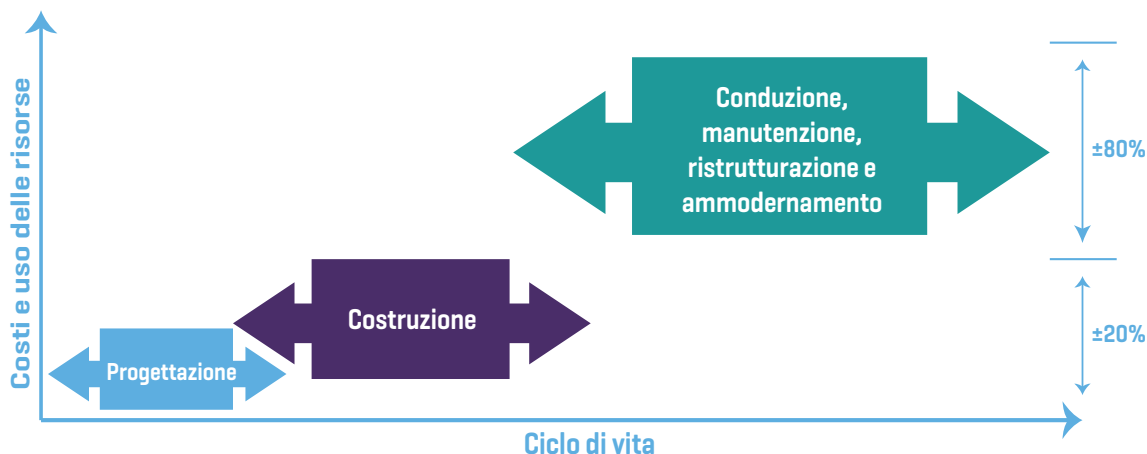 Costi e uso delle risorse
Conduzione,
manutenzione,
ristrutturazione e
ammodernamento
±80%
Costruzione
±20%
Progettazione
Ciclo di vita